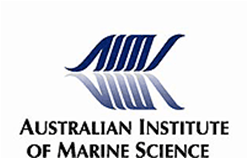 AIMS
AUSTRALIAN INSTITUTE
OF MARINE SCIENCE